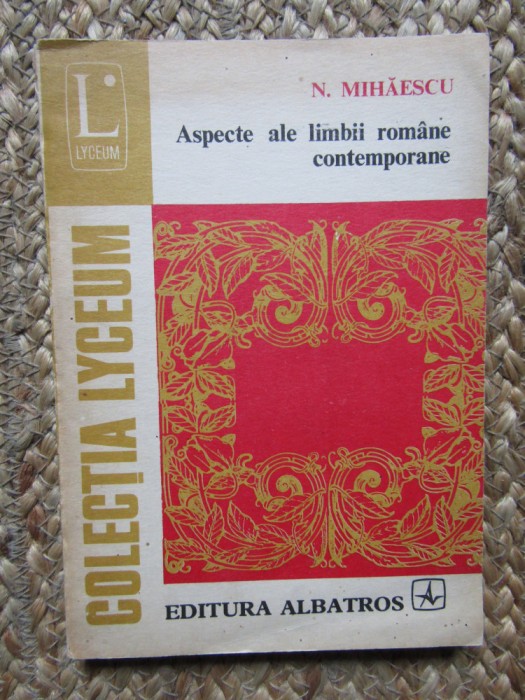 L
LYCEUM
N. MIHĂESCU
Aspecte ale limbii române
contemporane
COLECȚIA LYCEUM
EDITURA ALBATROS